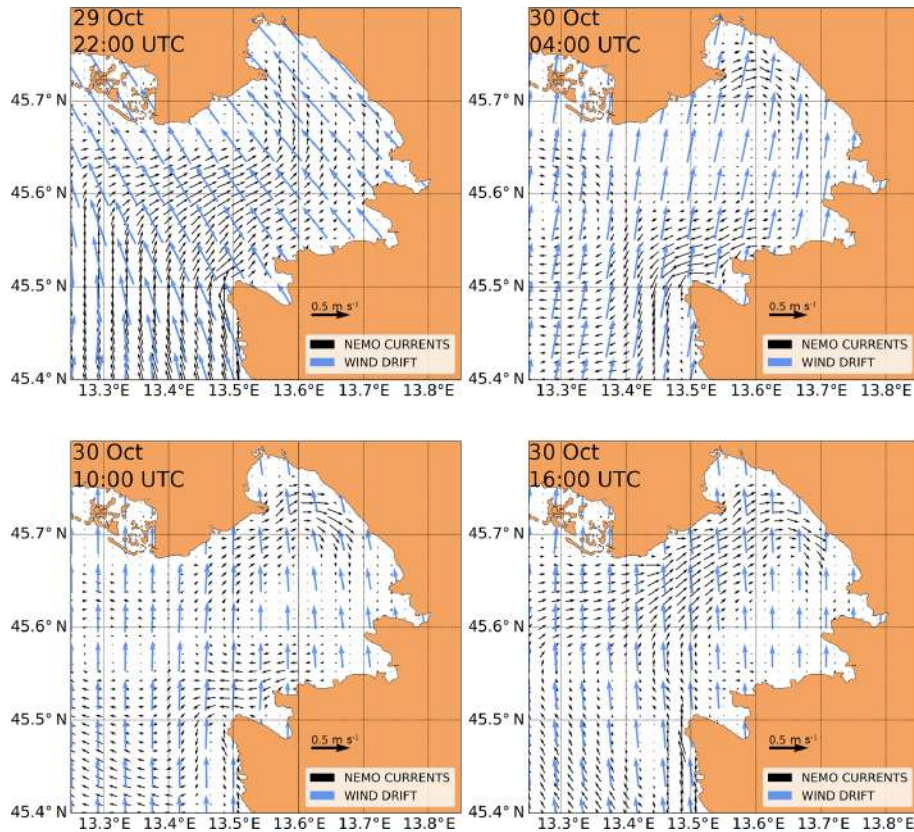 29 Oct
22:00 UTC
45.7° N
45.6° N
45.5° N
45.4° N
0.5 m s⁻¹
NEMO CURRENTS
WIND DRIFT
13.3°E 13.4°E 13.5°E 13.6°E 13.7°E 13.8°E
30 Oct
04:00 UTC
45.7° N
45.6° N
45.5° N
45.4° N
0.5 m s⁻¹
NEMO CURRENTS
WIND DRIFT
13.3°E 13.4°E 13.5°E 13.6°E 13.7°E 13.8°E
30 Oct
10:00 UTC
45.7° N
45.6° N
45.5° N
45.4° N
0.5 m s⁻¹
NEMO CURRENTS
WIND DRIFT
13.3°E 13.4°E 13.5°E 13.6°E 13.7°E 13.8°E
30 Oct
16:00 UTC
45.7° N
45.6° N
45.5° N
45.4° N
0.5 m s⁻¹
NEMO CURRENTS
WIND DRIFT
13.3°E 13.4°E 13.5°E 13.6°E 13.7°E 13.8°E